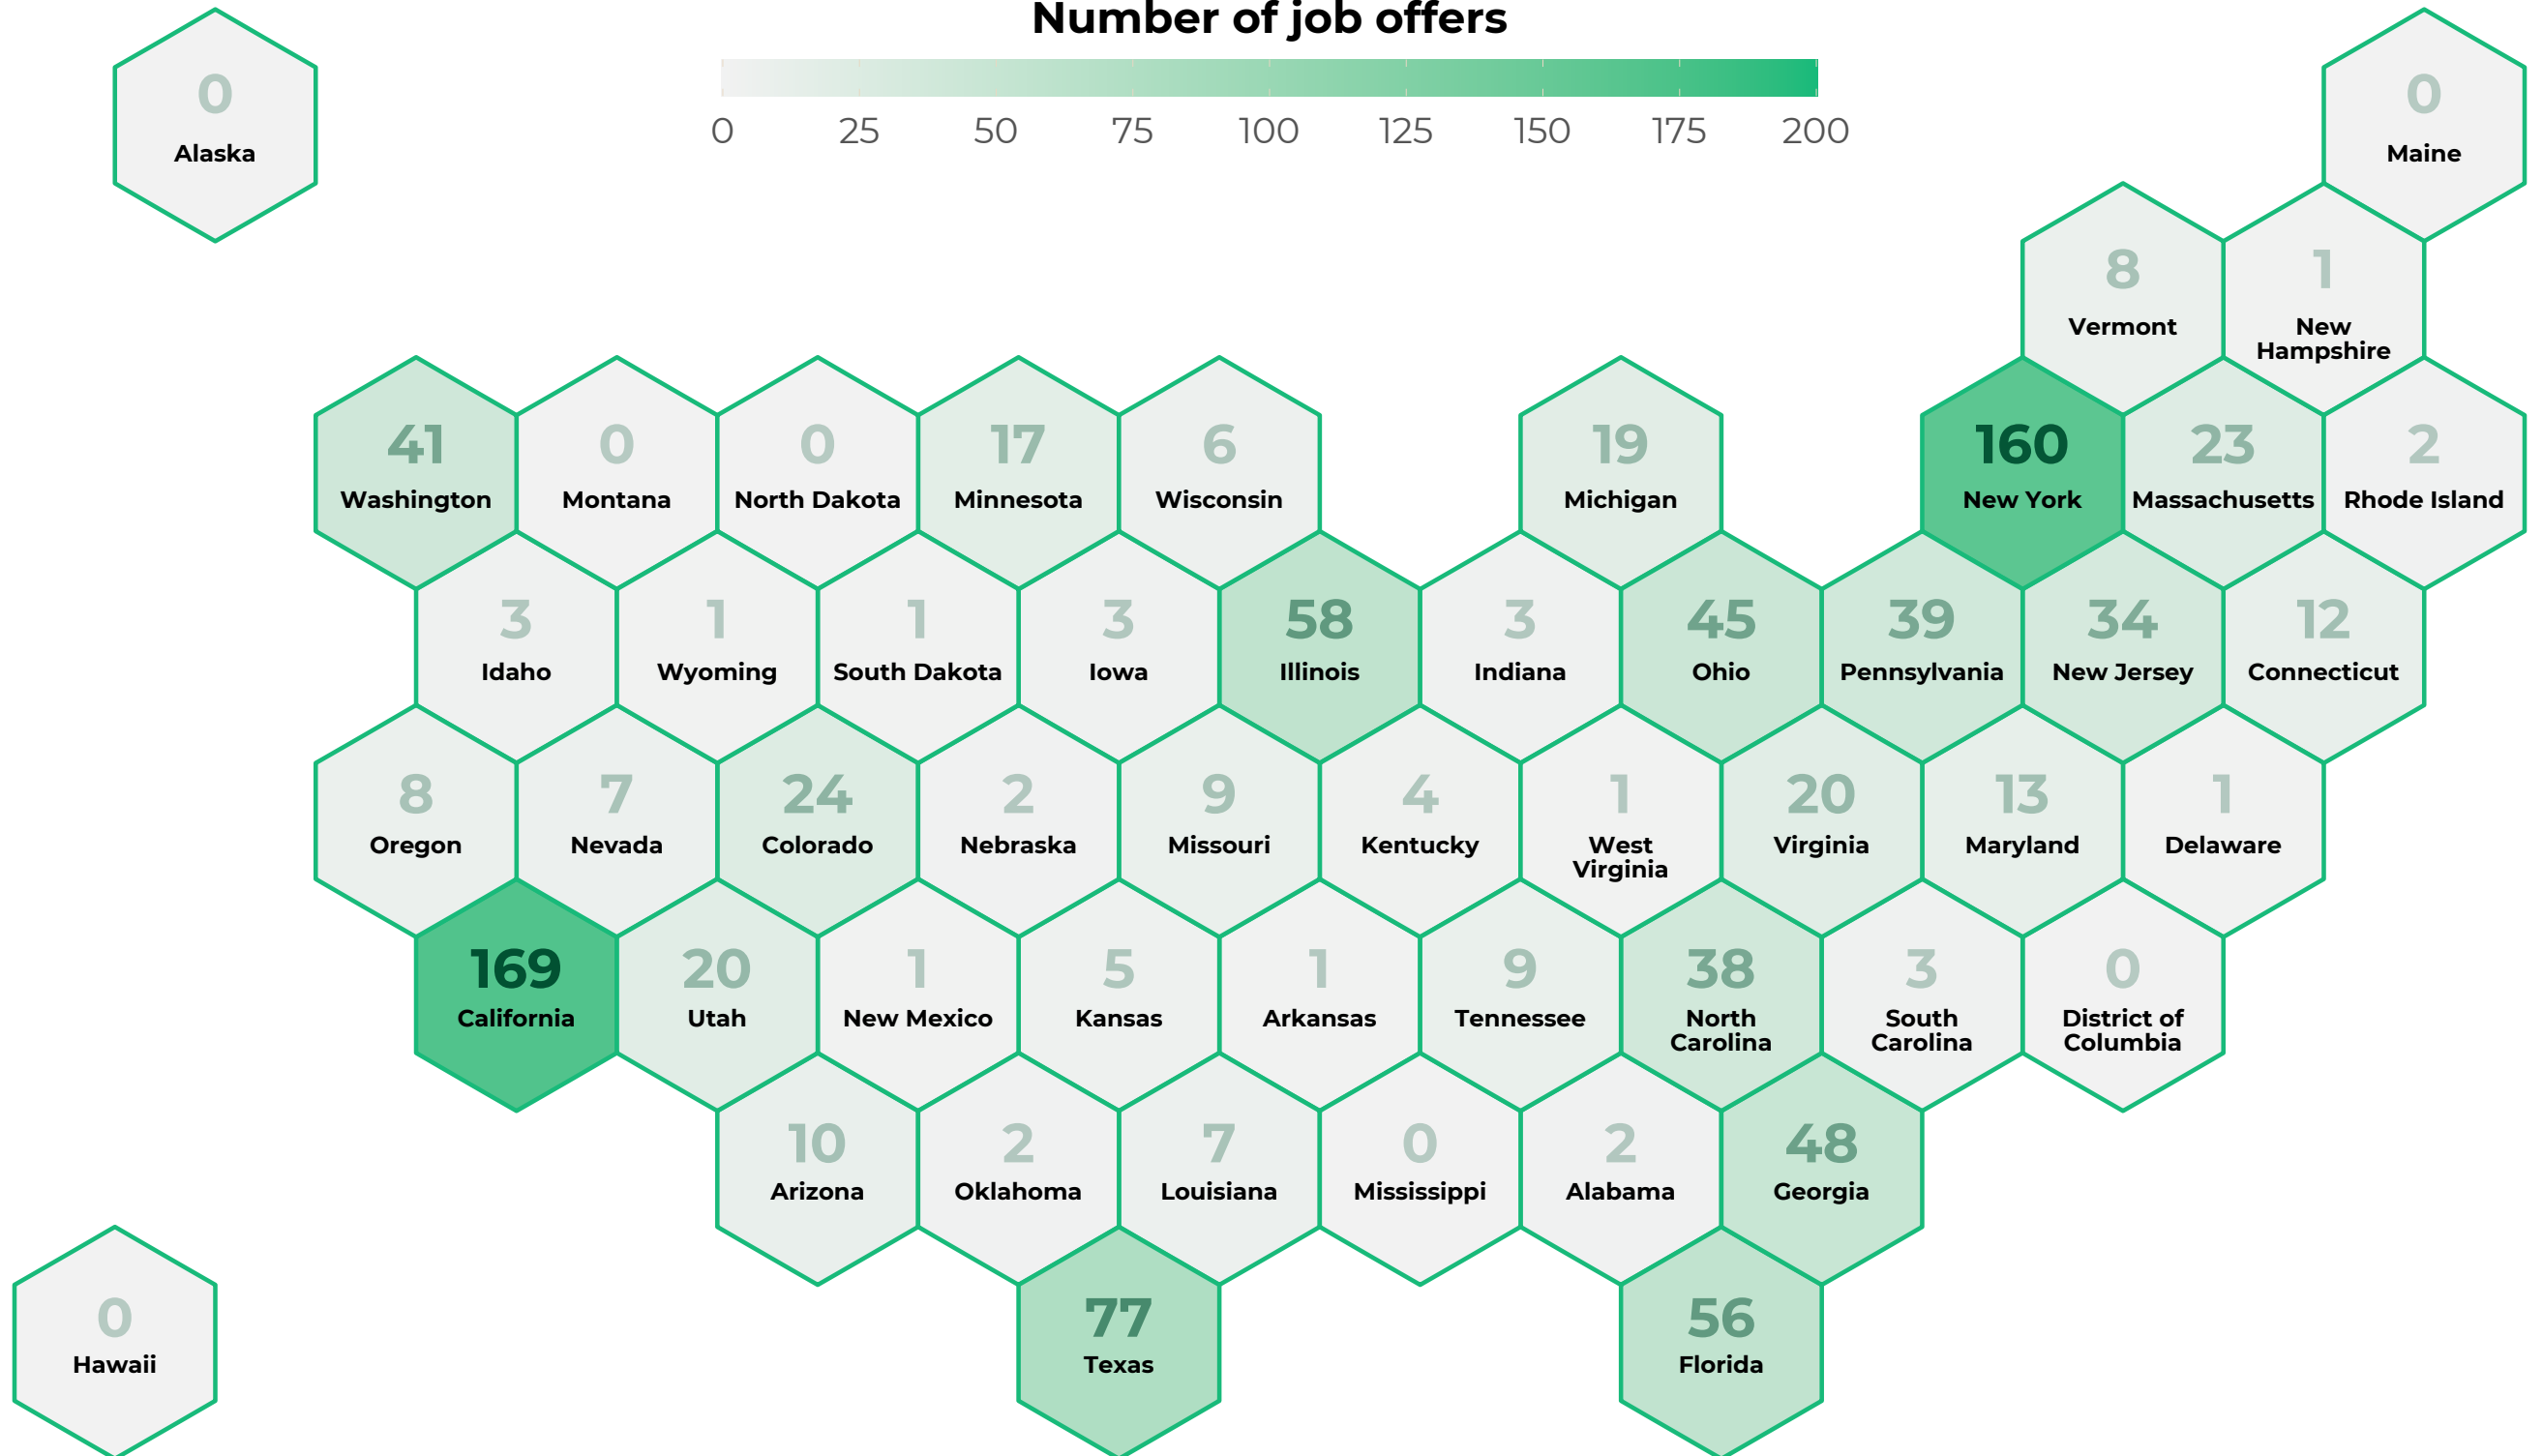 Number of job offers
0 25 50 75 100 125 150 175 200
0
Alaska
0
Maine
8
Vermont
1
New
Hampshire
41
Washington
0
Montana
0
North Dakota
17
Minnesota
6
Wisconsin
19
Michigan
160
New York
23
Massachusetts
2
Rhode Island
3
Idaho
1
Wyoming
1
South Dakota
3
Iowa
58
Illinois
3
Indiana
45
Ohio
39
Pennsylvania
34
New Jersey
12
Connecticut
8
Oregon
7
Nevada
24
Colorado
2
Nebraska
9
Missouri
4
Kentucky
1
West
Virginia
20
Virginia
13
Maryland
1
Delaware
169
California
20
Utah
1
New Mexico
5
Kansas
1
Arkansas
9
Tennessee
38
North
Carolina
3
South
Carolina
0
District of
Columbia
10
Arizona
2
Oklahoma
7
Louisiana
0
Mississippi
2
Alabama
48
Georgia
0
Hawaii
77
Texas
56
Florida